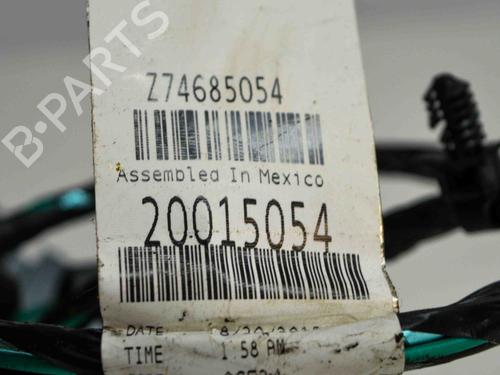 B-PARTS
Z74685054
Assembled In Mexico
20015054
DATE
TIME 1:58 AM